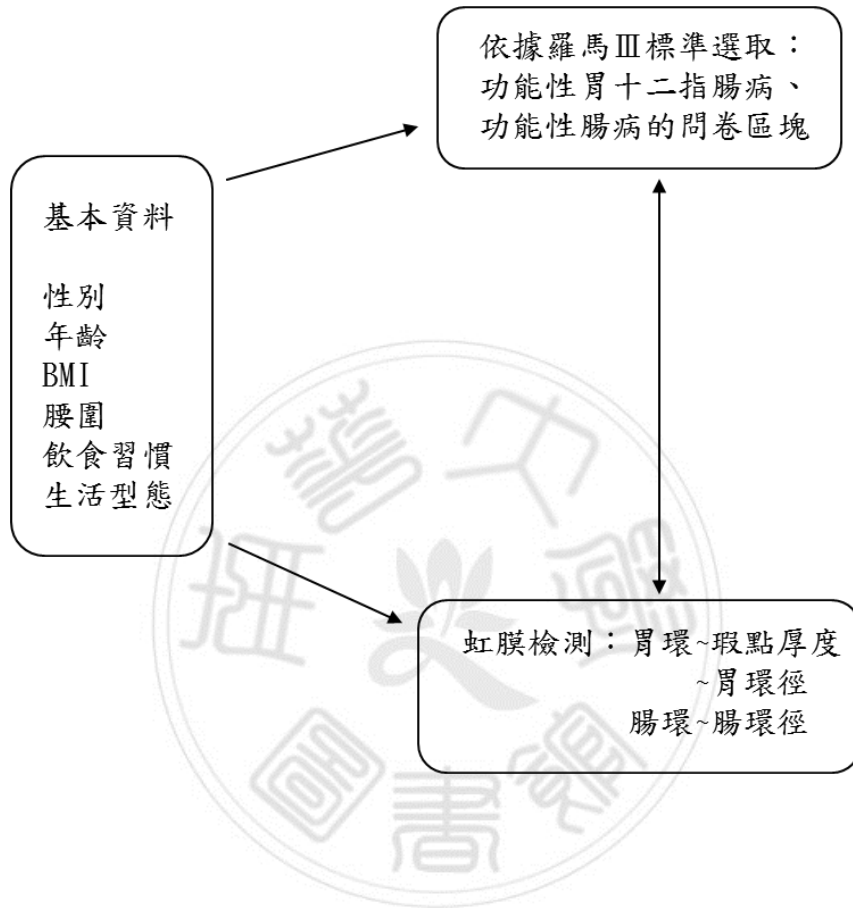 依據羅馬Ⅲ標準選取：
功能性胃十二指腸病、
功能性腸病的問卷區塊
基本資料
性別
年齡
BMI
腰圍
飲食習慣
生活型態
虹膜檢測：胃環~瑕點厚度
~胃環徑
腸環~腸環徑